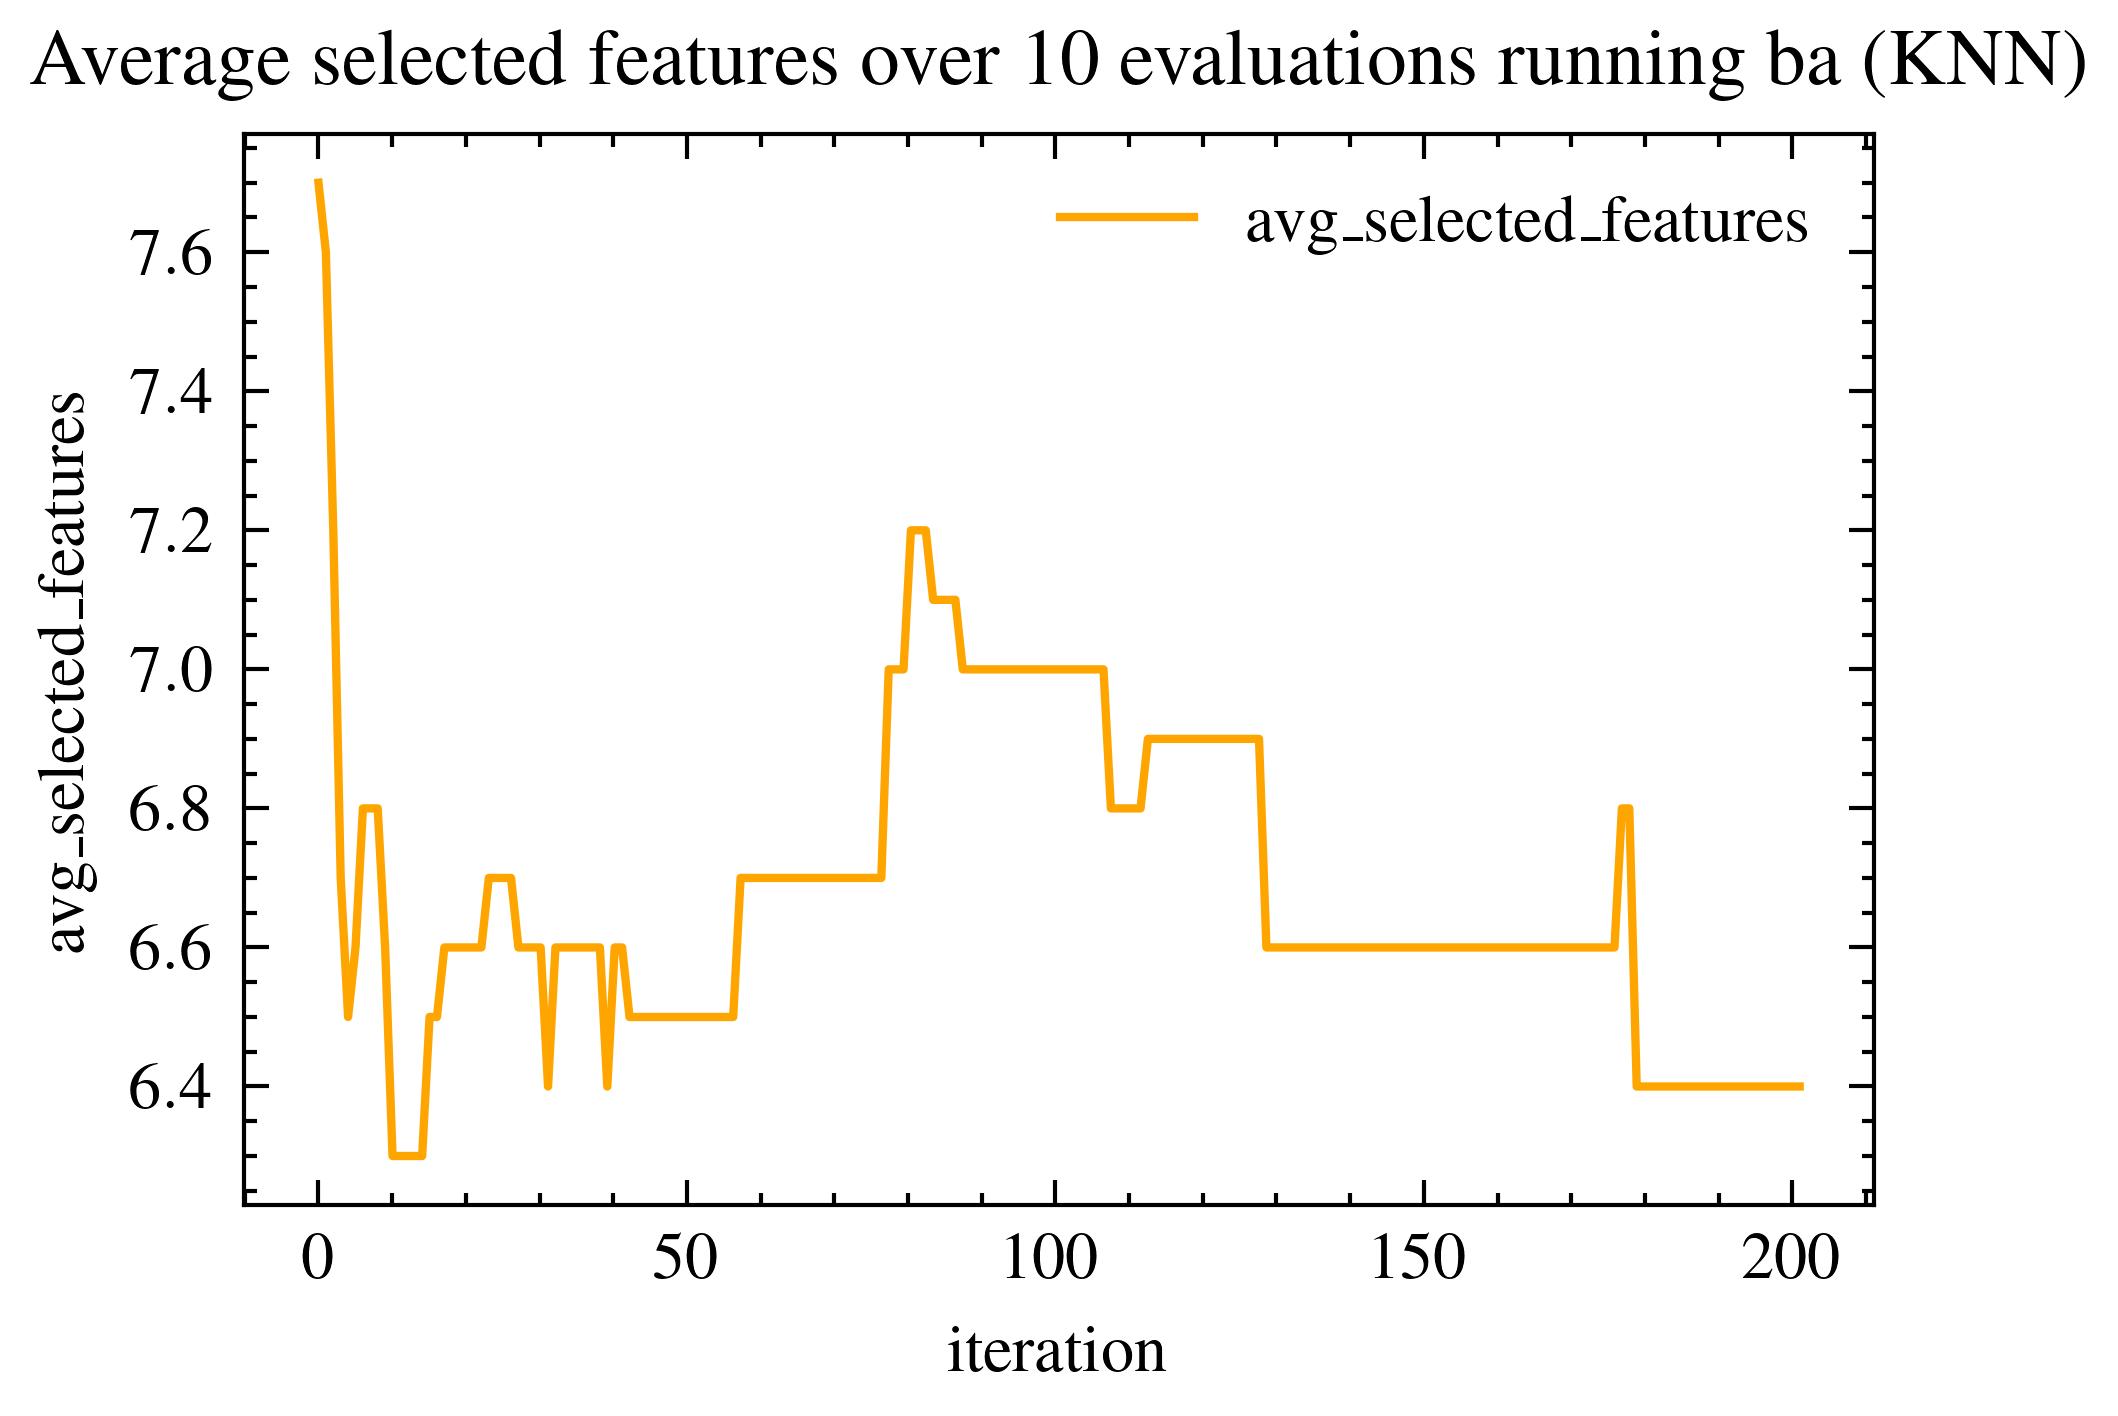 Average selected features over 10 evaluations running ba (KNN)
avg_selected_features
7.6
7.4
7.2
7.0
6.8
6.6
6.4
avg_selected_features
0 50 100 150 200
iteration